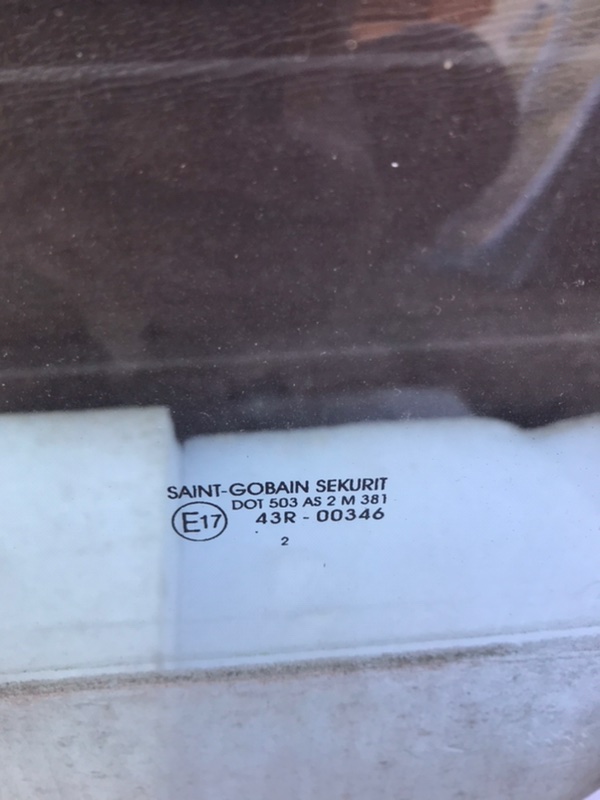 SAINT-GOBAIN SEKURIT
DOT 503 AS 2 M 381
E17 43R - 00346
2